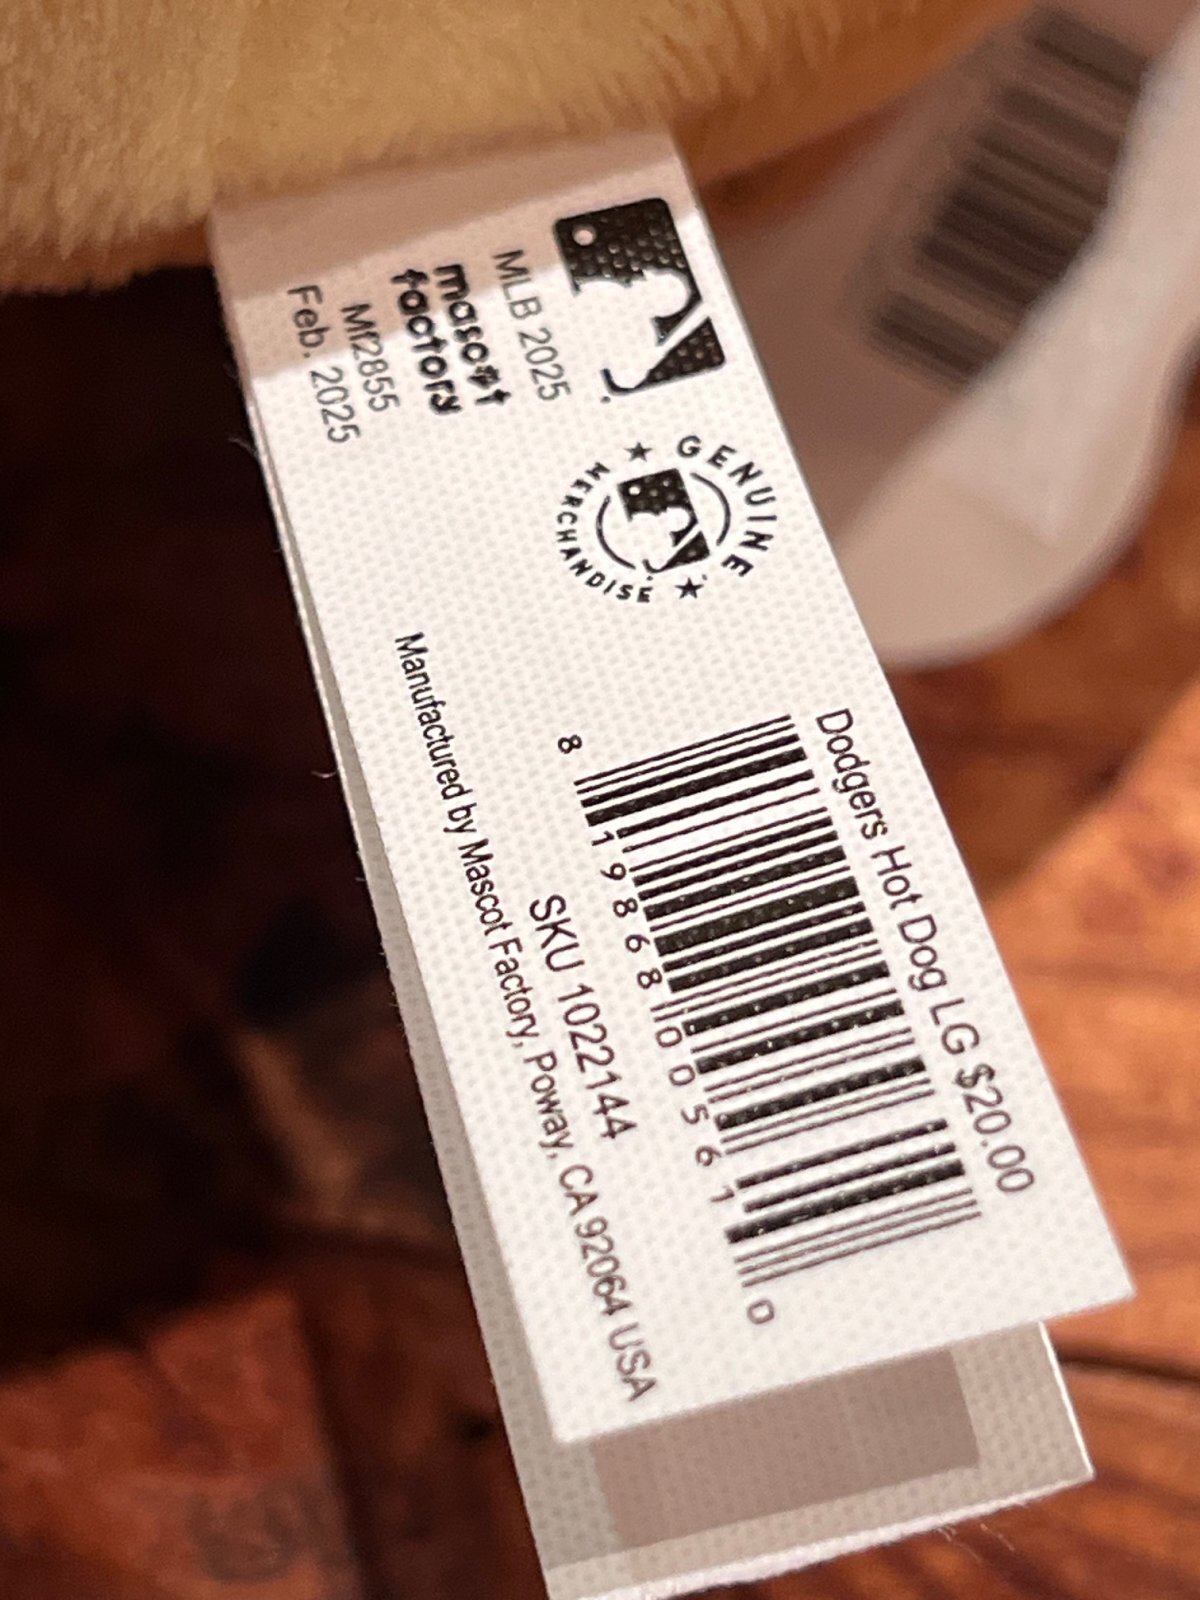 MLB 2025
mascot
factory
Mf2855
Feb. 2025
GENUINE
MERCHANDISE
Dodgers Hot Dog LG $20.00
8 19868 00561 0
SKU 1022144
Manufactured by Mascot Factory, Poway, CA 92064 USA